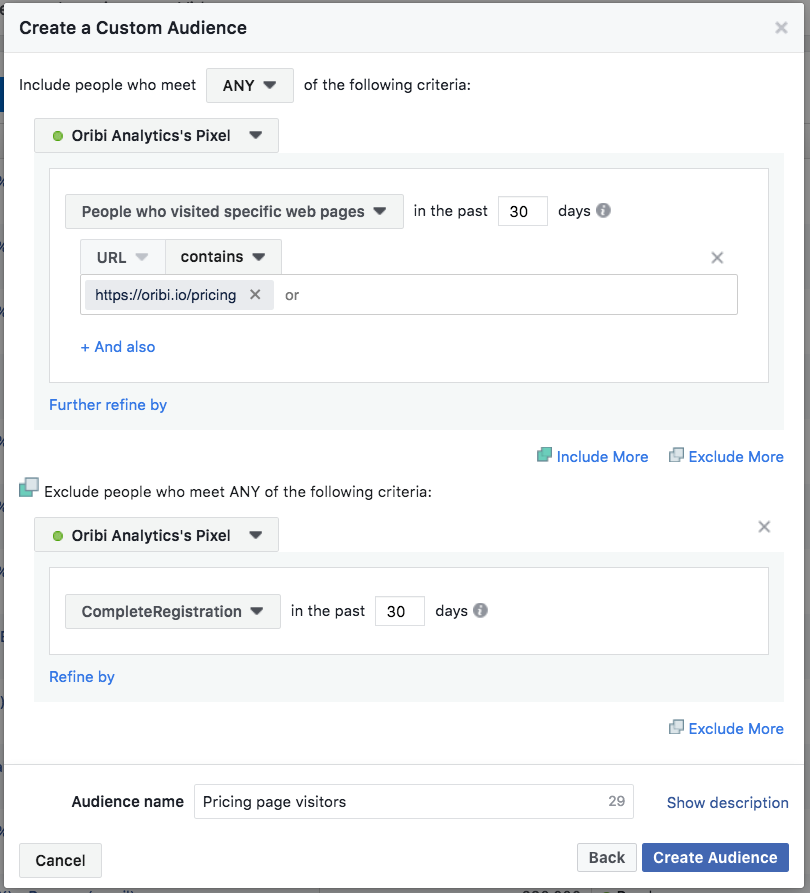 Create a Custom Audience
Include people who meet ANY of the following criteria:
Oribi Analytics's Pixel
People who visited specific web pages in the past 30 days
URL contains
https://oribi.io/pricing or
+ And also
Further refine by
Include More Exclude More
Exclude people who meet ANY of the following criteria:
Oribi Analytics's Pixel
CompleteRegistration in the past 30 days
Refine by
Exclude More
Audience name Pricing page visitors 29 Show description
Cancel Back Create Audience